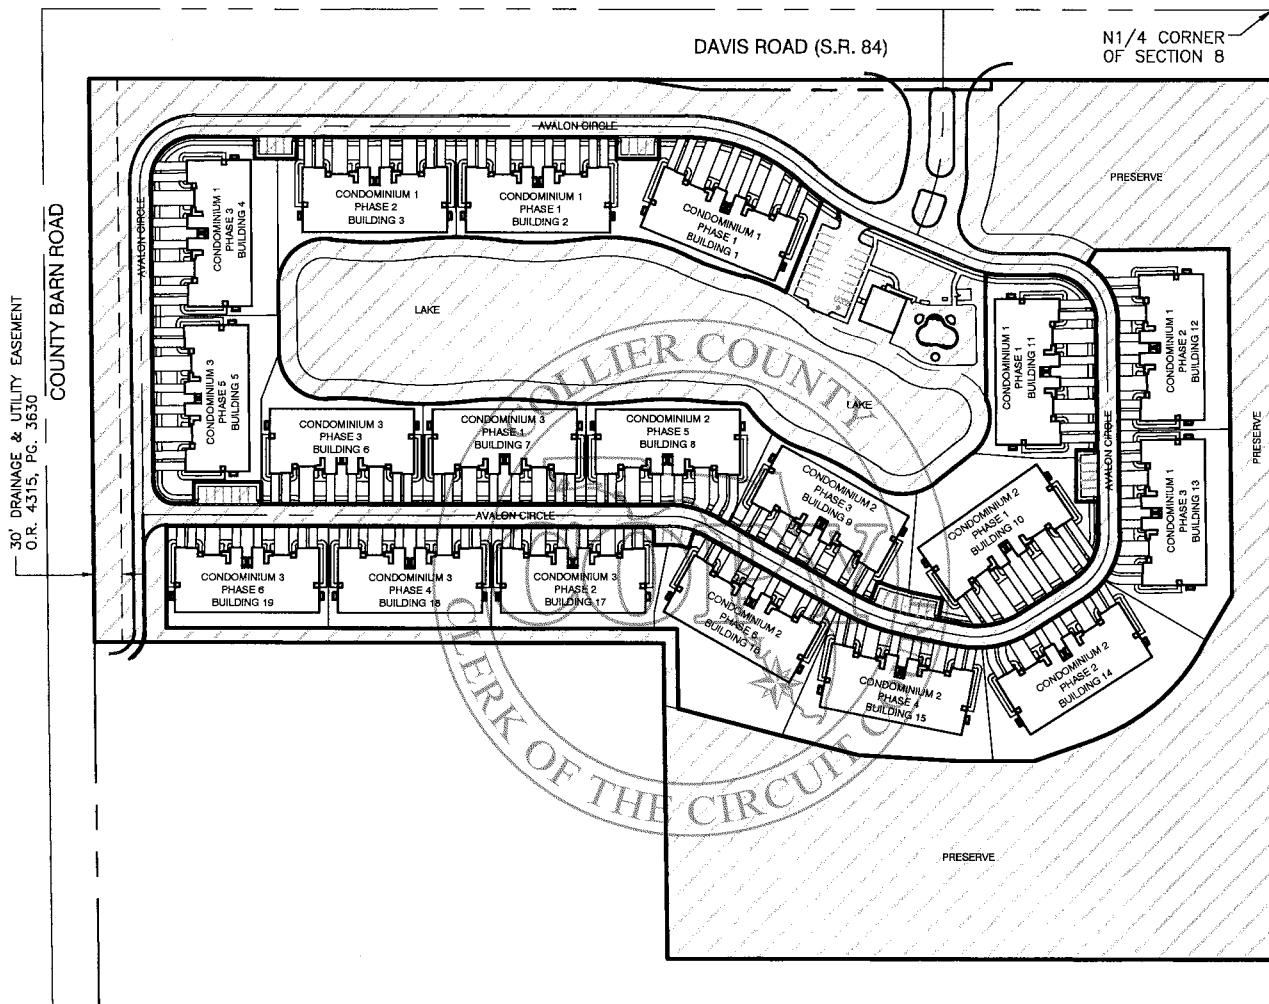 DAVIS ROAD (S.R. 84)
N1/4 CORNER
OF SECTION 8
AVALON CIRCLE
PRESERVE
CONDOMINIUM 1
PHASE 2
BUILDING 3
CONDOMINIUM 1
PHASE 1
BUILDING 2
CONDOMINIUM 1
PHASE 1
BUILDING 1
CONDOMINIUM 1
PHASE 3
BUILDING 4
AVALON CIRCLE
COUNTY BARN ROAD
30' DRAINAGE & UTILITY EASEMENT
O.R. 4315, PG. 3630
LAKE
LAKE
CONDOMINIUM 1
PHASE 1
BUILDING 11
CONDOMINIUM 1
PHASE 2
BUILDING 12
CONDOMINIUM 3
PHASE 5
BUILDING 5
CONDOMINIUM 3
PHASE 3
BUILDING 6
CONDOMINIUM 3
PHASE 1
BUILDING 7
CONDOMINIUM 2
PHASE 5
BUILDING 8
CONDOMINIUM 2
PHASE 3
BUILDING 9
CONDOMINIUM 2
PHASE 1
BUILDING 10
AVALON CIRCLE
CONDOMINIUM 1
PHASE 3
BUILDING 13
PRESERVE
AVALON CIRCLE
CONDOMINIUM 3
PHASE 6
BUILDING 19
CONDOMINIUM 3
PHASE 4
BUILDING 18
CONDOMINIUM 3
PHASE 2
BUILDING 17
CONDOMINIUM 2
PHASE 6
BUILDING 16
CONDOMINIUM 2
PHASE 4
BUILDING 15
CONDOMINIUM 2
PHASE 2
BUILDING 14
PRESERVE
COLLIER COUNTY
COPY
CLERK OF THE CIRCUIT